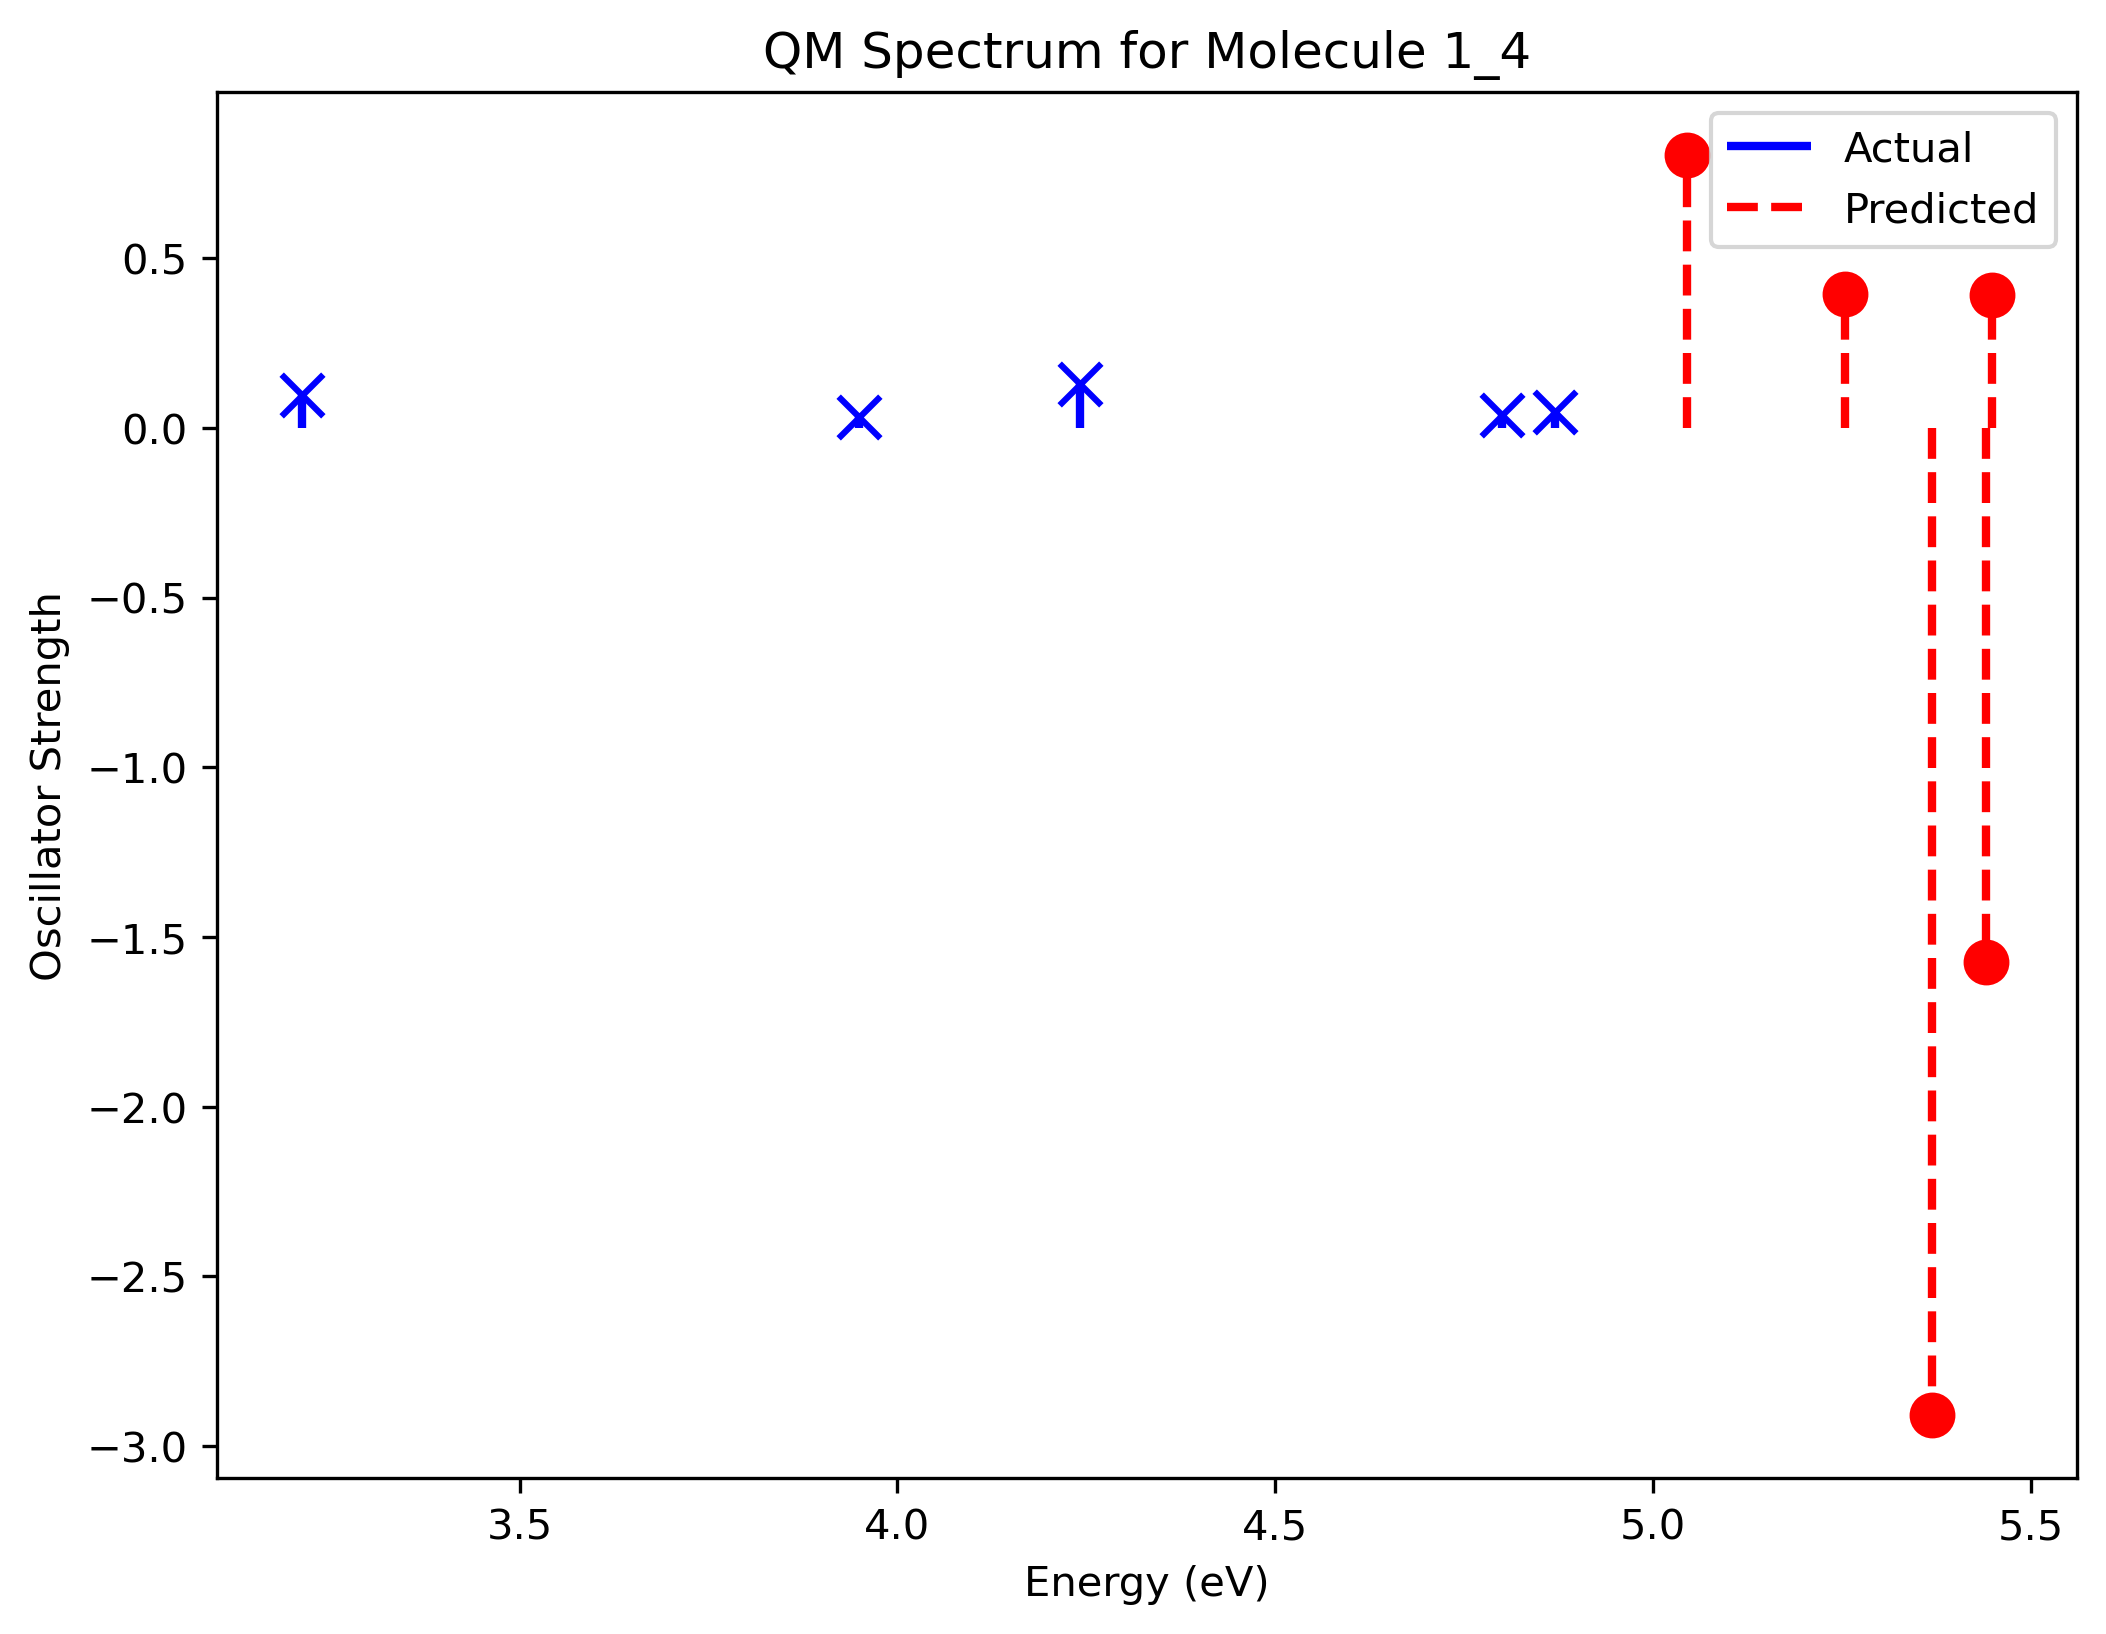 QM Spectrum for Molecule 1_4
Actual
Predicted
Oscillator Strength
0.5
0.0
−0.5
−1.0
−1.5
−2.0
−2.5
−3.0
3.5 4.0 4.5 5.0 5.5
Energy (eV)